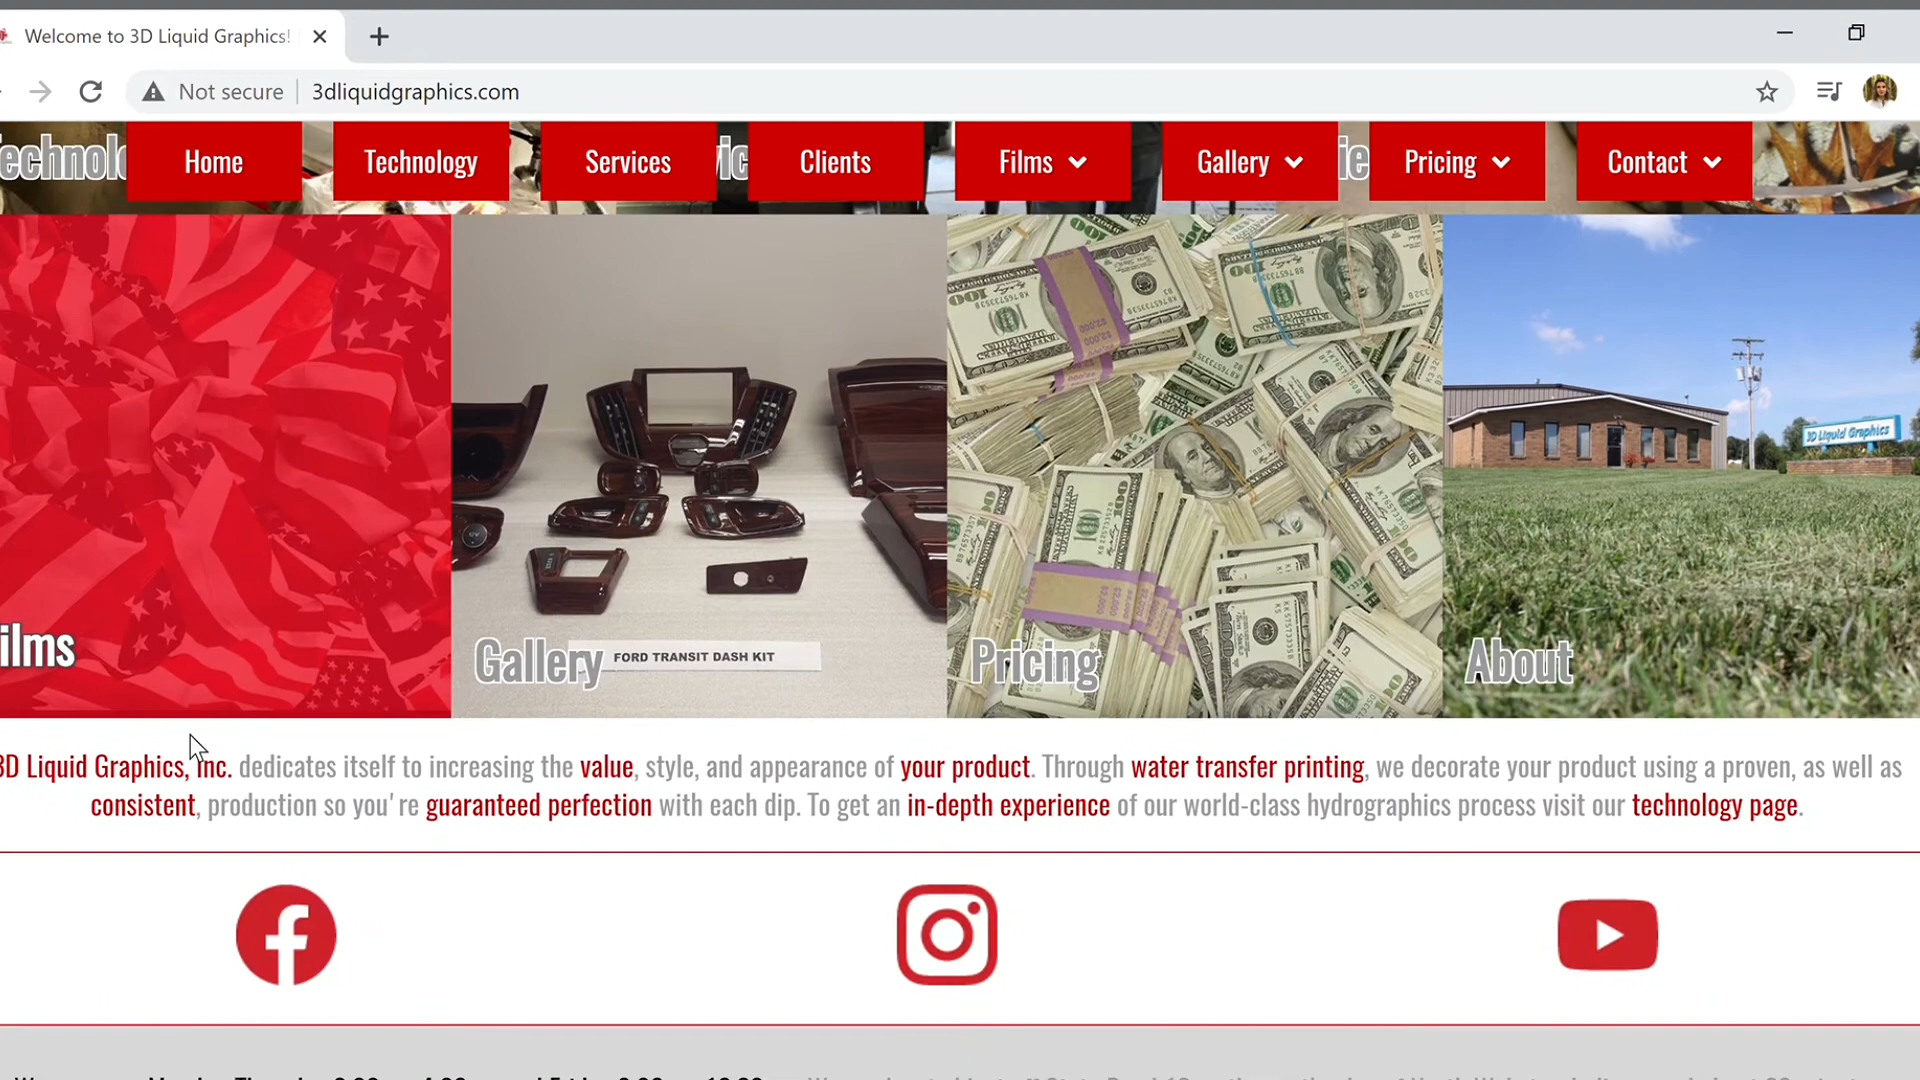 Welcome to 3D Liquid Graphics!
Not secure
3dliquidgraphics.com
Home
Technology
Services
Clients
Films
Gallery
Pricing
Contact
FORD TRANSIT DASH KIT
3D Liquid Graphics
ilms
Gallery
Pricing
About
3D Liquid Graphics, Inc. dedicates itself to increasing the value, style, and appearance of your product. Through water transfer printing, we decorate your product using a proven, as well as
consistent, production so you're guaranteed perfection with each dip. To get an in-depth experience of our world-class hydrographics process visit our technology page.